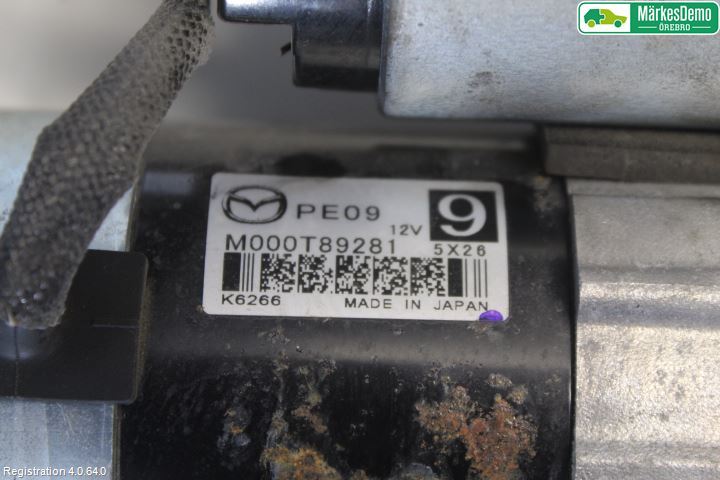 MärkesDemo
ÖREBRO
PE09
12V
9
M000T89281
5X26
K6266
MADE IN JAPAN
Registration 4.0.64.0